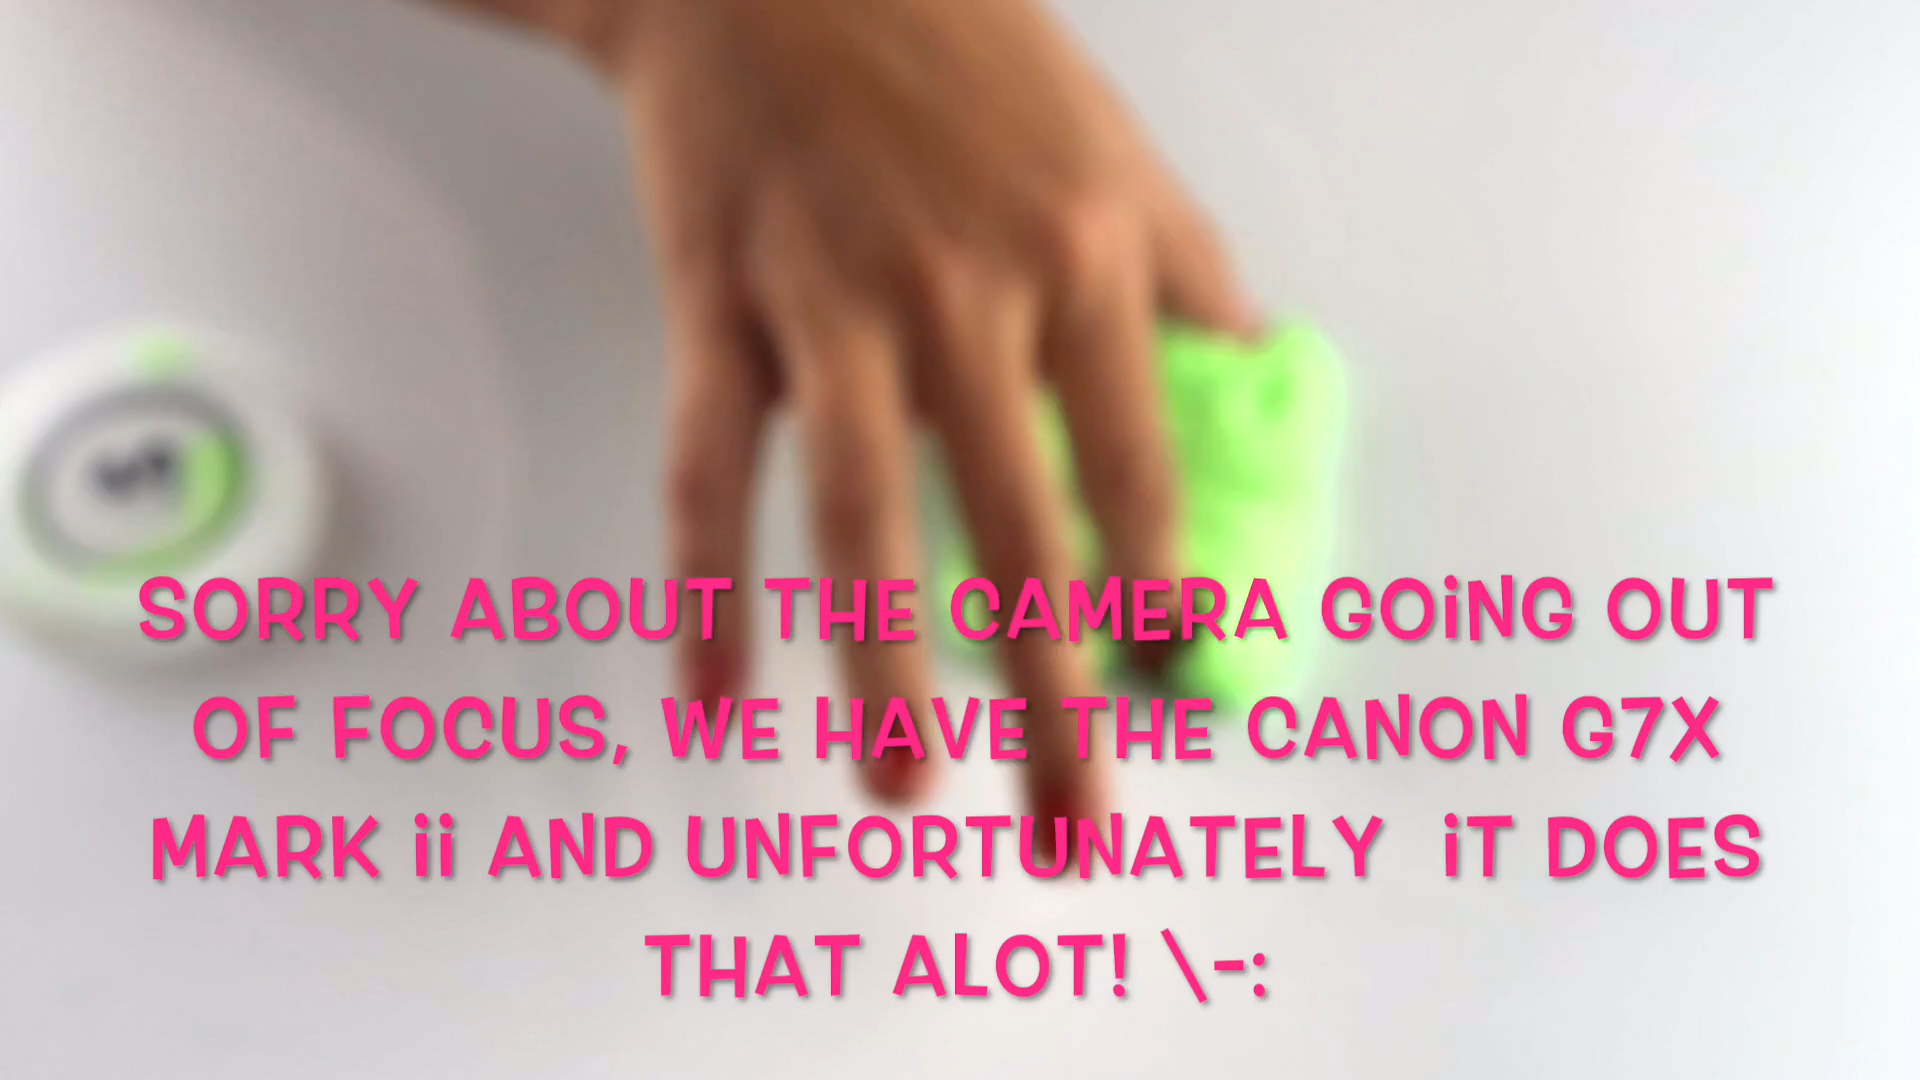 SORRY ABOUT THE CAMERA GOiNG OUT
OF FOCUS, WE HAVE THE CANON G7X
MARK ii AND UNFORTUNATELY iT DOES
THAT ALOT! \-: